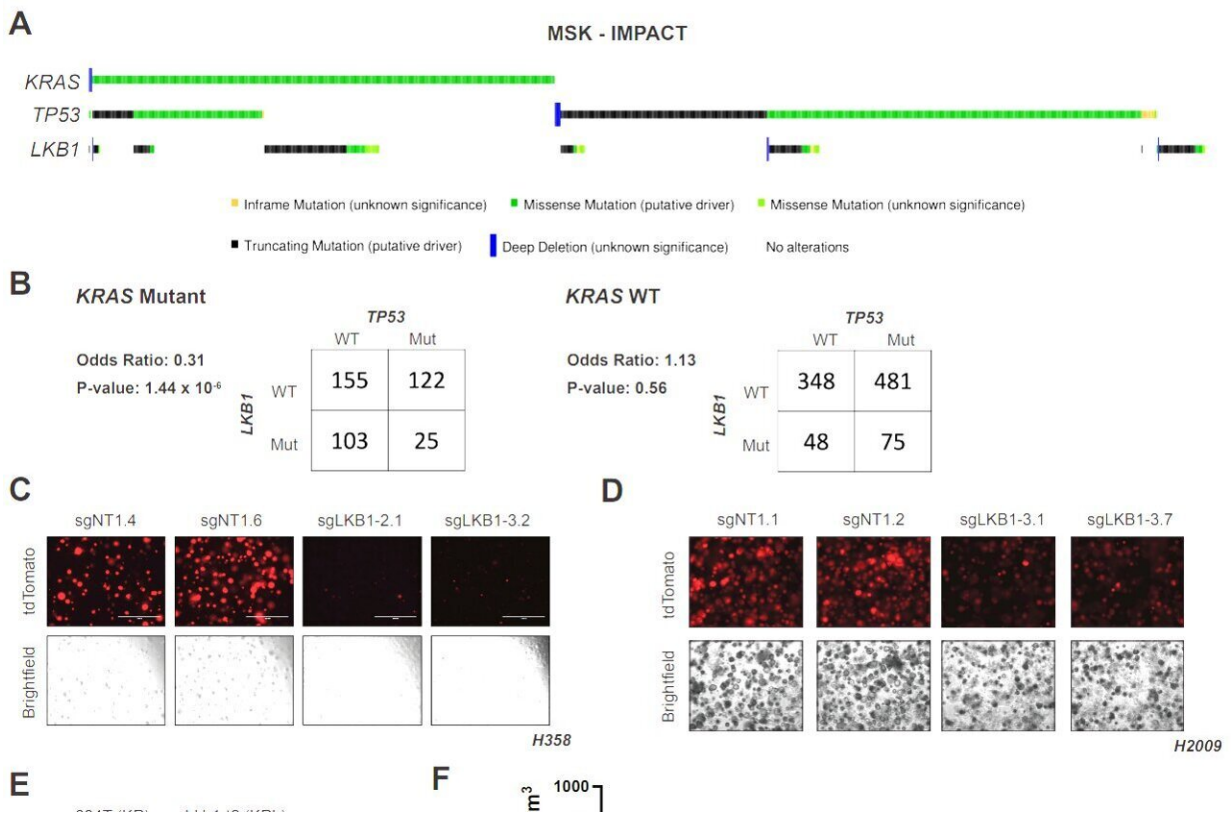 A
MSK - IMPACT
KRAS
TP53
LKB1
Inframe Mutation (unknown significance)
Missense Mutation (putative driver)
Missense Mutation (unknown significance)
Truncating Mutation (putative driver)
Deep Deletion (unknown significance)
No alterations
B
KRAS Mutant
Odds Ratio: 0.31
P-value: 1.44 x 10⁻⁶
TP53
WT Mut
LKB1
WT 155 122
Mut 103 25
KRAS WT
Odds Ratio: 1.13
P-value: 0.56
TP53
WT Mut
LKB1
WT 348 481
Mut 48 75
C
sgNT1.4 sgNT1.6 sgLKB1-2.1 sgLKB1-3.2
tdTomato
Brightfield
H358
D
sgNT1.1 sgNT1.2 sgLKB1-3.1 sgLKB1-3.7
tdTomato
Brightfield
H2009
E
F
1000
m³